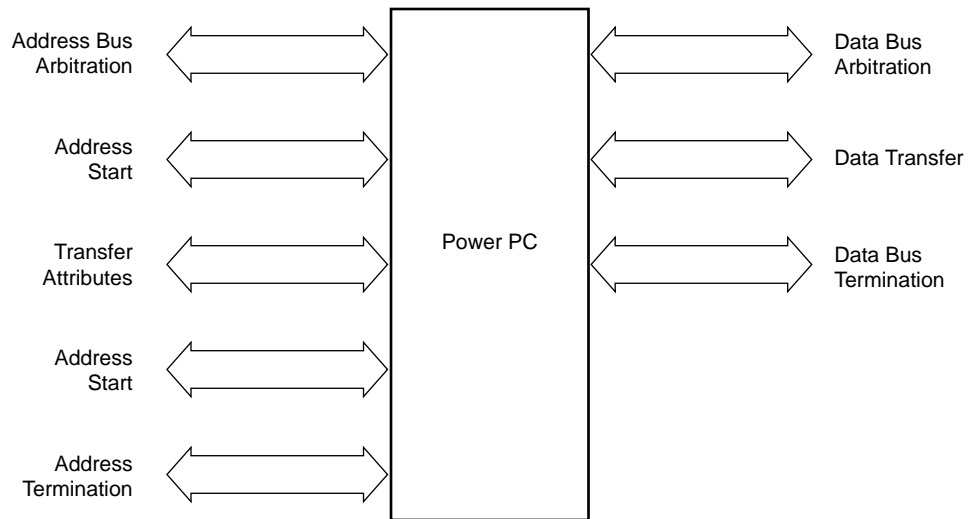 Address Bus
Arbitration
Address
Start
Transfer
Attributes
Address
Start
Address
Termination
Power PC
Data Bus
Arbitration
Data Transfer
Data Bus
Termination